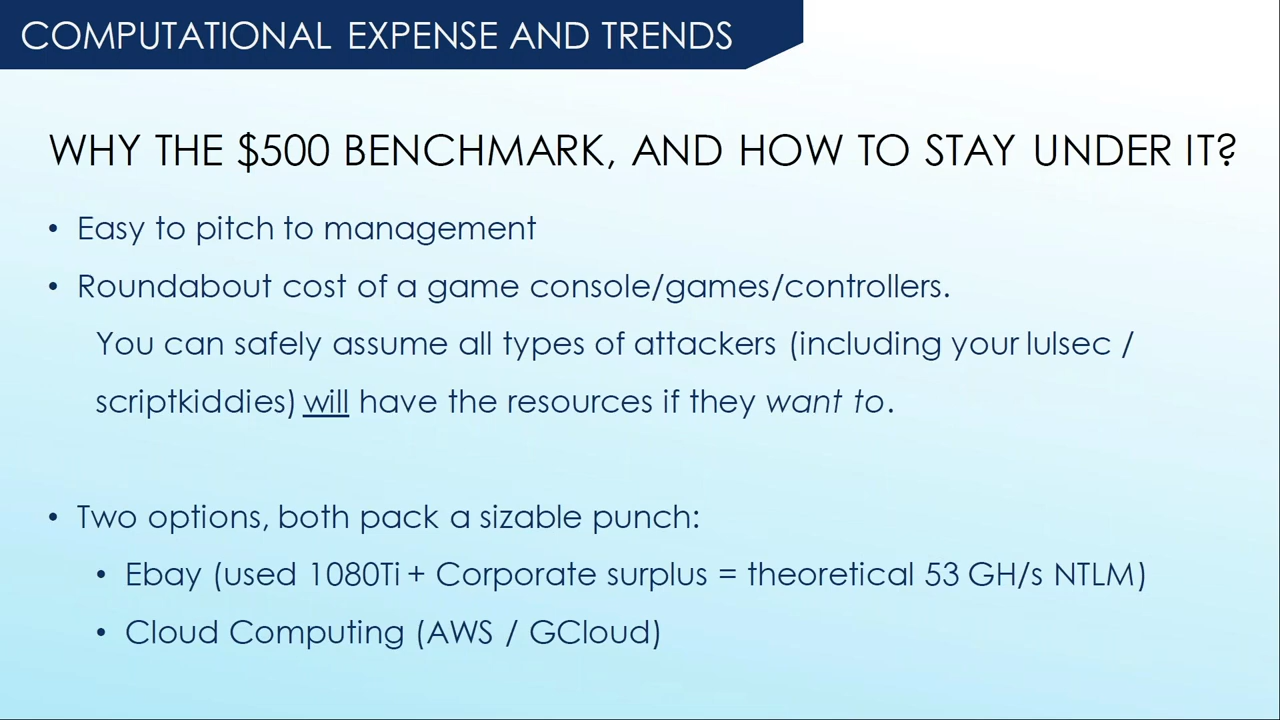 COMPUTATIONAL EXPENSE AND TRENDS
WHY THE $500 BENCHMARK, AND HOW TO STAY UNDER IT?
• Easy to pitch to management
• Roundabout cost of a game console/games/controllers.
You can safely assume all types of attackers (including your lulsec /
scriptkiddies) will have the resources if they want to.
• Two options, both pack a sizable punch:
• Ebay (used 1080Ti + Corporate surplus = theoretical 53 GH/s NTLM)
• Cloud Computing (AWS / GCloud)